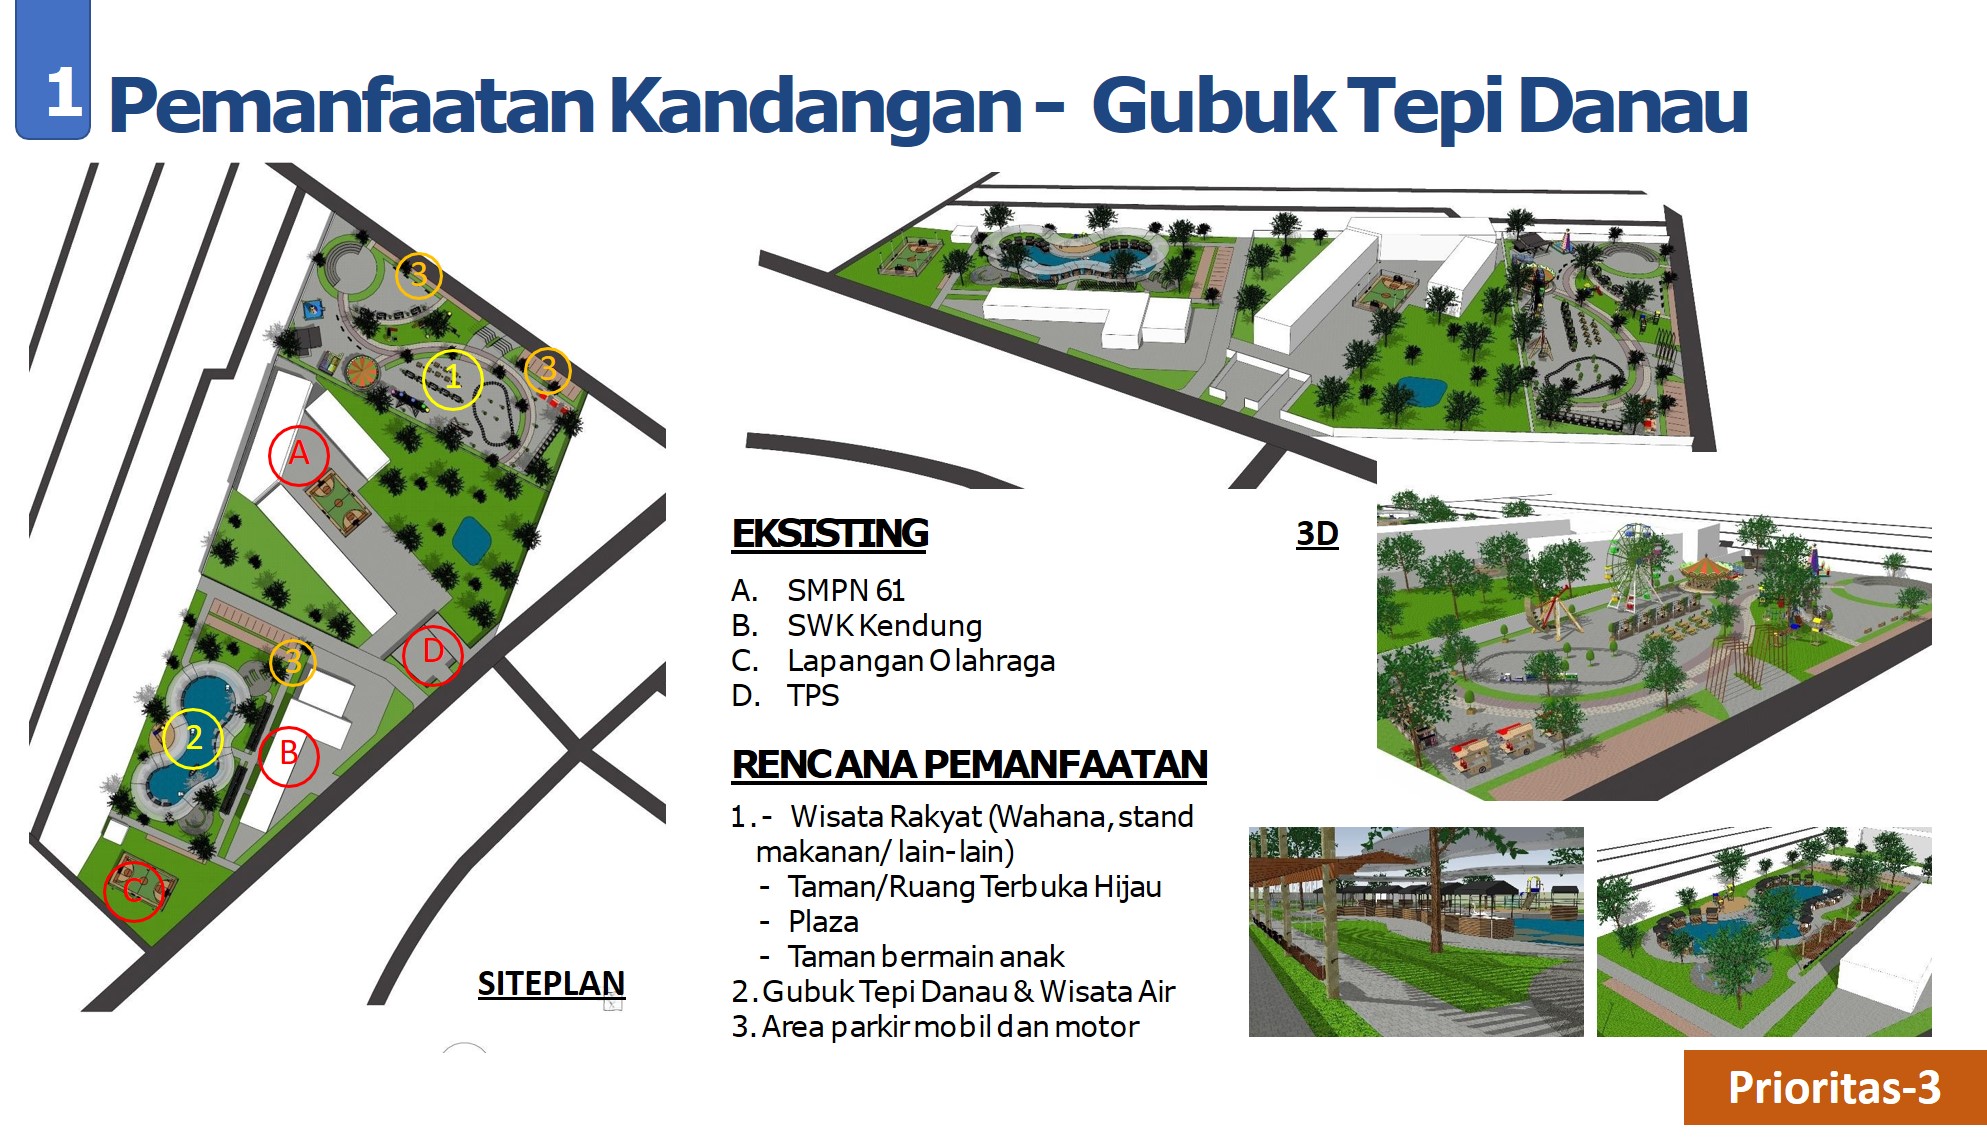 1
Pemanfaatan Kandangan - Gubuk Tepi Danau
3
3
1
A
D
3
2
B
C
SITEPLAN
EKSISTING
A. SMPN 61
B. SWK Kendung
C. Lapangan Olahraga
D. TPS
RENCANA PEMANFAATAN
1. - Wisata Rakyat (Wahana, stand
makanan/ lain-lain)
- Taman/Ruang Terbuka Hijau
- Plaza
- Taman bermain anak
2. Gubuk Tepi Danau & Wisata Air
3. Area parkir mobil dan motor
3D
Prioritas-3